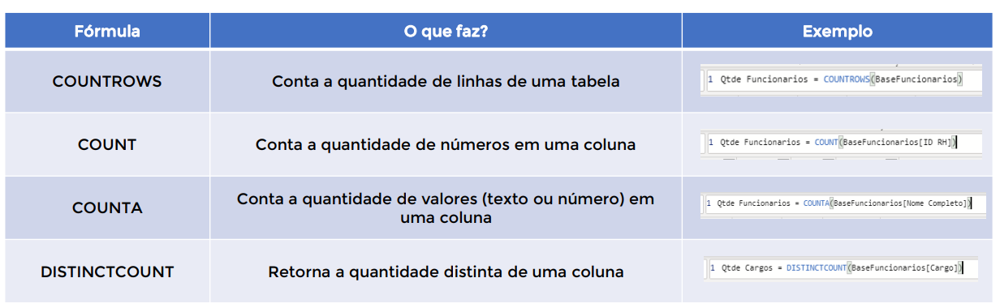 Fórmula
O que faz?
Exemplo
COUNTROWS
Conta a quantidade de linhas de uma tabela
1 Qtde Funcionarios = COUNTROWS(BaseFuncionarios)
COUNT
Conta a quantidade de números em uma coluna
1 Qtde Funcionarios = COUNT(BaseFuncionarios[ID RH])
COUNTA
Conta a quantidade de valores (texto ou número) em
uma coluna
1 Qtde Funcionarios = COUNTA(BaseFuncionarios[Nome Completo])
DISTINCTCOUNT
Retorna a quantidade distinta de uma coluna
1 Qtde Cargos = DISTINCTCOUNT(BaseFuncionarios[Cargo])